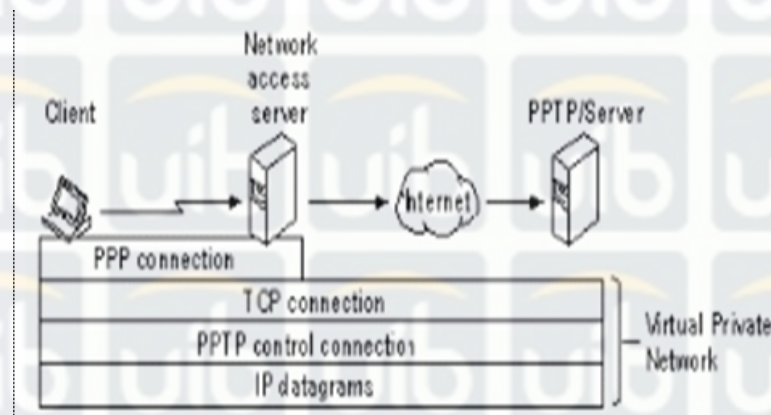 Network
access
server
Client
PPTP/Server
Internet
PPP connection
TCP connection
PPTP control connection
IP datagrams
Virtual Private
Network
uib